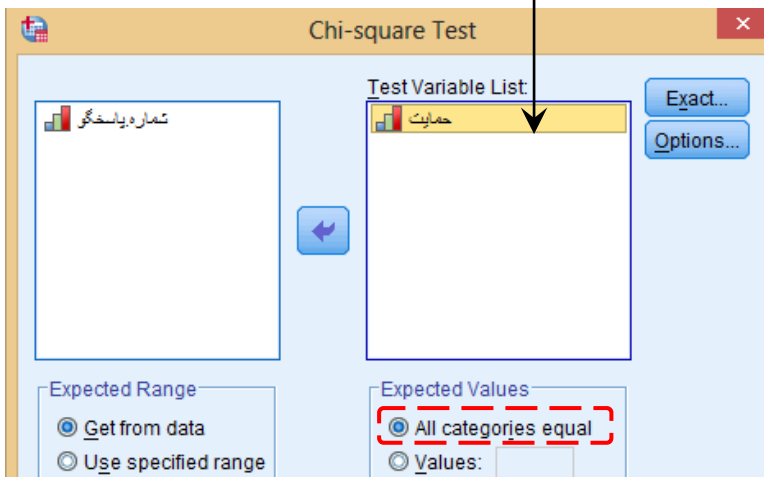 Chi-square Test
Test Variable List:
شماره.پاسخگو
حمایت
Exact...
Options...
Expected Range
Get from data
Use specified range
Expected Values
All categories equal
Values: